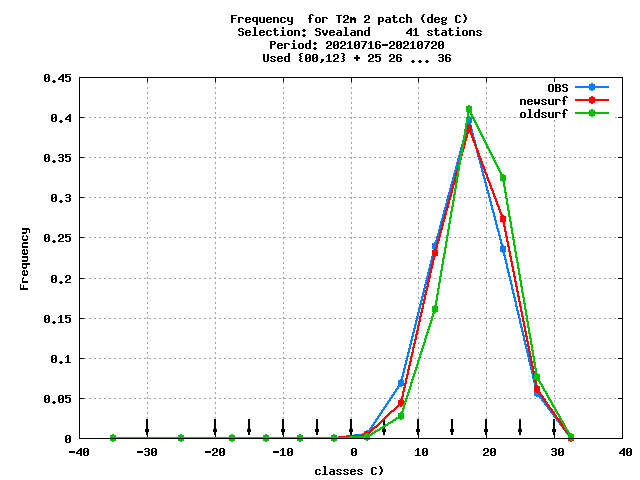 Frequency  for T2m 2 patch (deg C)
Selection: Svealand     41 stations
Period: 20210716-20210720
Used {00,12} + 25 26 ... 36
OBS
newsurf
oldsurf
0.45
0.4
0.35
0.3
0.25
0.2
0.15
0.1
0.05
0
Frequency
-40 -30 -20 -10 0 10 20 30 40
classes C)